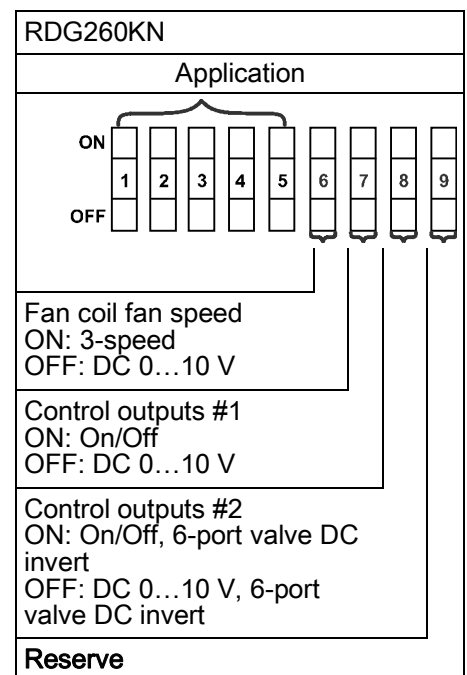 RDG260KN
Application
ON
1 2 3 4 5 6 7 8 9
OFF
Fan coil fan speed
ON: 3-speed
OFF: DC 0…10 V
Control outputs #1
ON: On/Off
OFF: DC 0…10 V
Control outputs #2
ON: On/Off, 6-port valve DC
invert
OFF: DC 0…10 V, 6-port
valve DC invert
Reserve